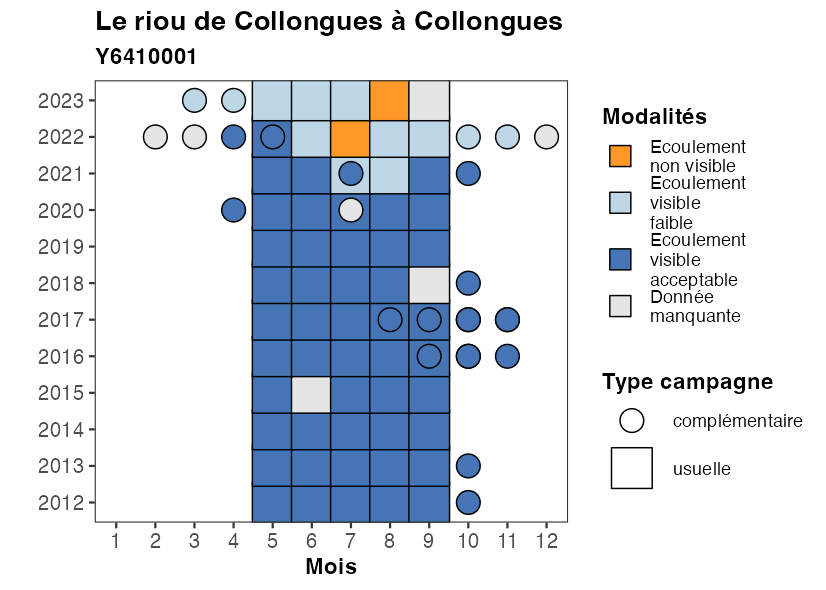 Le riou de Collongues à Collongues
Y6410001
2023
2022
2021
2020
2019
2018
2017
2016
2015
2014
2013
2012
1 2 3 4 5 6 7 8 9 10 11 12
Mois
Modalités
Ecoulement
non visible
Ecoulement
visible
faible
Ecoulement
visible
acceptable
Donnée
manquante
Type campagne
complémentaire
usuelle